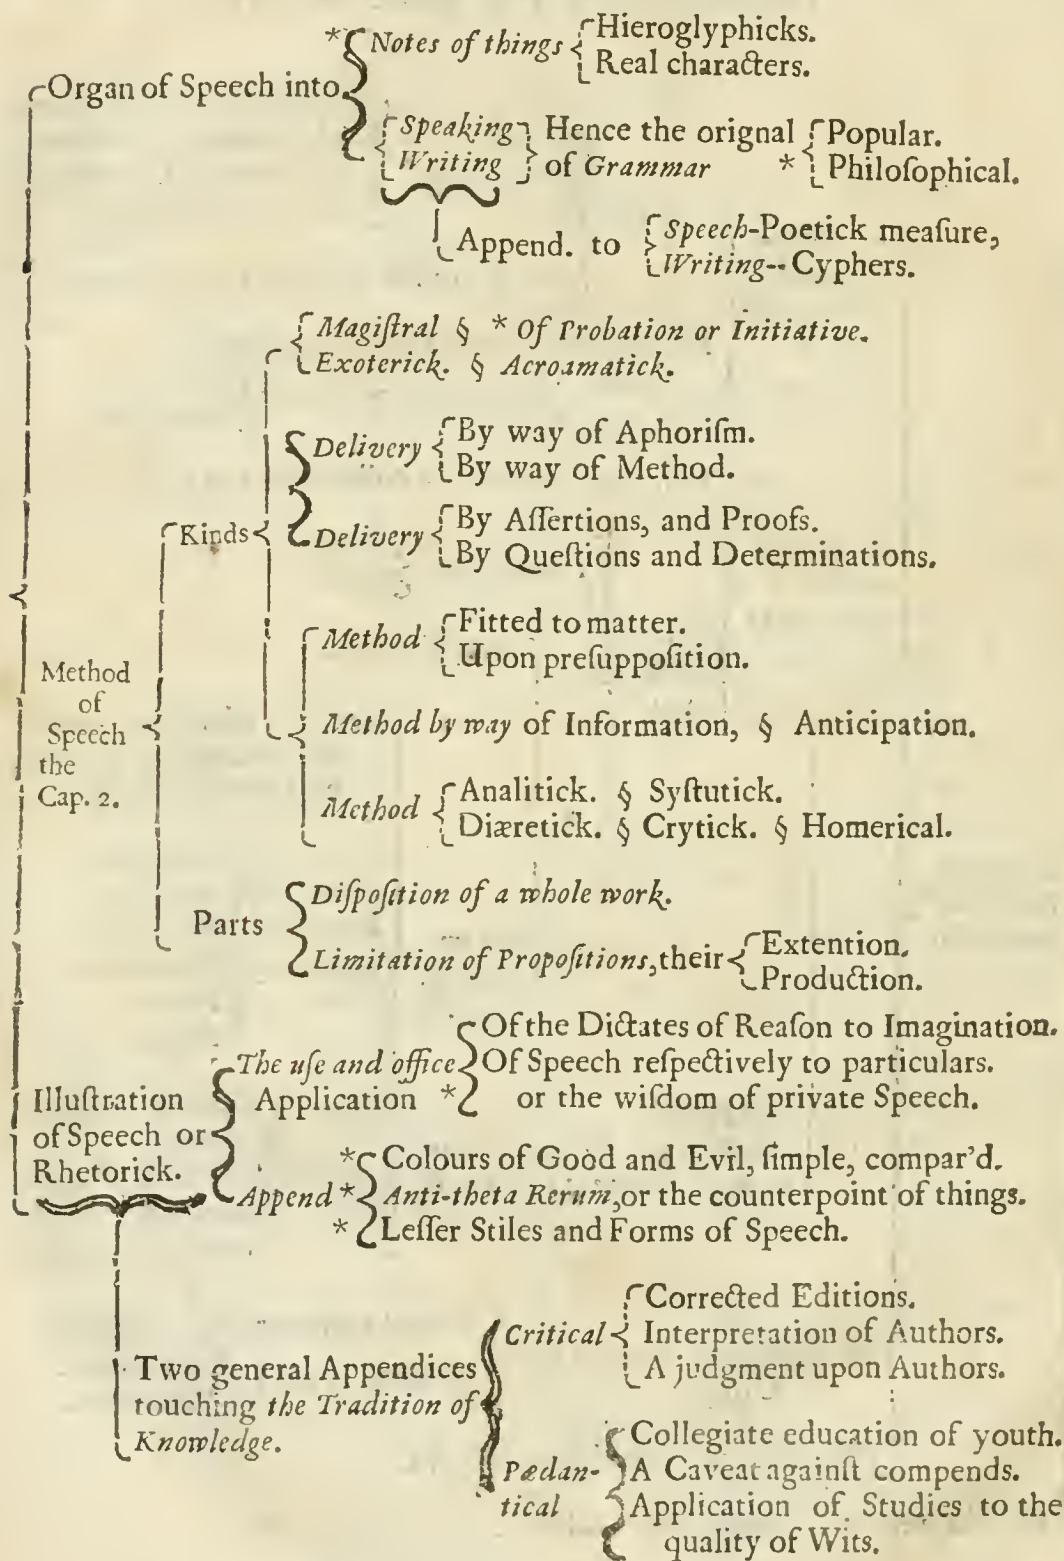 * Notes of things Hieroglyphicks.
Real characters.
Organ of Speech into
Speaking Hence the orignal Popular.
Writing of Grammar * Philoſophical.
Append. to Speech-Poetick meaſure,
Writing-- Cyphers.
Magiſtral § * Of Probation or Initiative.
Exoterick. § Acroamatick.
Delivery By way of Aphoriſm.
By way of Method.
Kinds
Delivery By Aſſertions, and Proofs.
By Queſtions and Determinations.
Method Fitted to matter.
Upon preſuppoſition.
Method
of
Speech
the
Cap. 2.
Method by way of Information, § Anticipation.
Method Analitick. § Syſtutick.
Diæretick. § Crytick. § Homerical.
Parts
Diſpoſition of a whole work.
Limitation of Propoſitions, their Extention.
Production.
Illuſtration
of Speech or
Rhetorick.
The uſe and office Of the Dictates of Reaſon to Imagination.
Application * Of Speech reſpectively to particulars.
or the wiſdom of private Speech.
* Colours of Good and Evil, ſimple, compar'd.
Append * Anti-theta Rerum, or the counterpoint of things.
* Leſſer Stiles and Forms of Speech.
Two general Appendices
touching the Tradition of
Knowledge.
Critical Corrected Editions.
Interpretation of Authors.
A judgment upon Authors.
Pædan-
tical
Collegiate education of youth.
A Caveat againſt compends.
Application of Studies to the
quality of Wits.